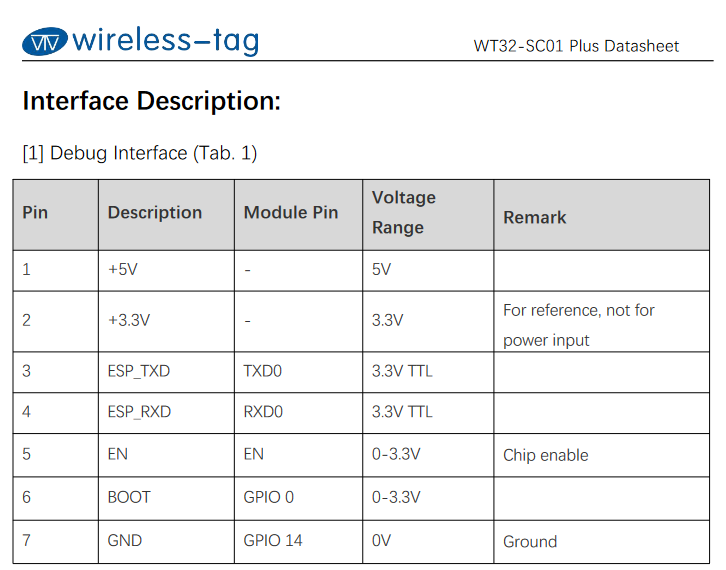 wireless-tag
WT32-SC01 Plus Datasheet
Interface Description:
[1] Debug Interface (Tab. 1)
Pin Description Module Pin Voltage Range Remark
1 +5V - 5V
2 +3.3V - 3.3V For reference, not for power input
3 ESP_TXD TXD0 3.3V TTL
4 ESP_RXD RXD0 3.3V TTL
5 EN EN 0-3.3V Chip enable
6 BOOT GPIO 0 0-3.3V
7 GND GPIO 14 0V Ground